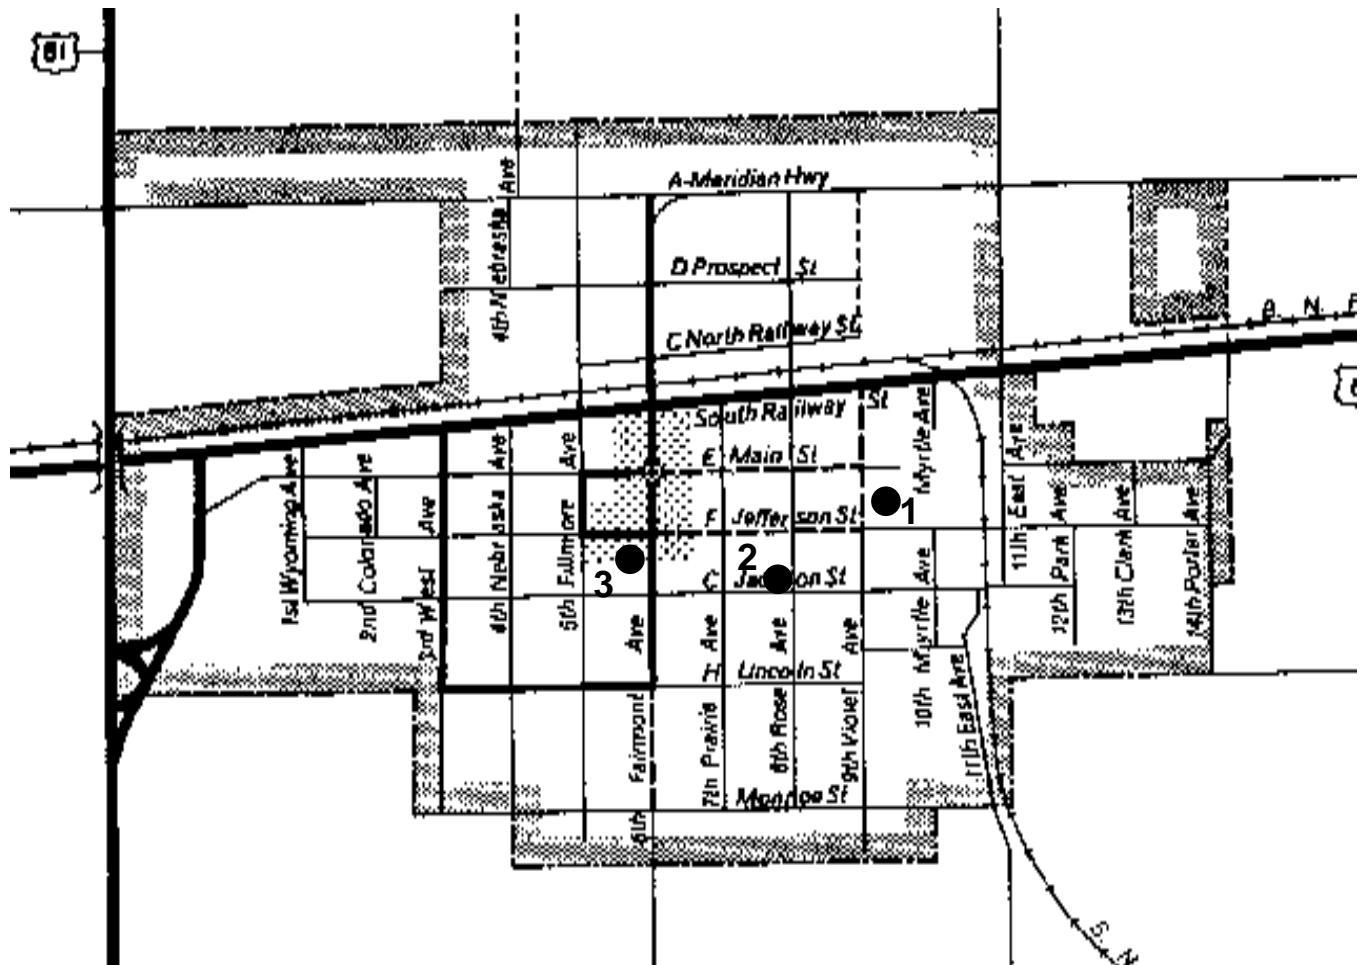 81
A-Meridian Hwy
4th Nebraska Ave
D Prospect St
C North Railway St
B. N.
South Railway St
E Main St
F Jefferson St
G Jackson St
H Lincoln St
Monroe St
1st Wyoming Ave
2nd Colorado Ave
3rd West Ave
4th Nebraska Ave
5th Fillmore Ave
6th Fairmont Ave
7th Prairie Ave
8th Rose Ave
9th Violet Ave
Myrtle Ave
10th Myrtle Ave
11th East Ave
11th East Ave
12th Park Ave
13th Clark Ave
14th Porter Ave
1
2
3
S.